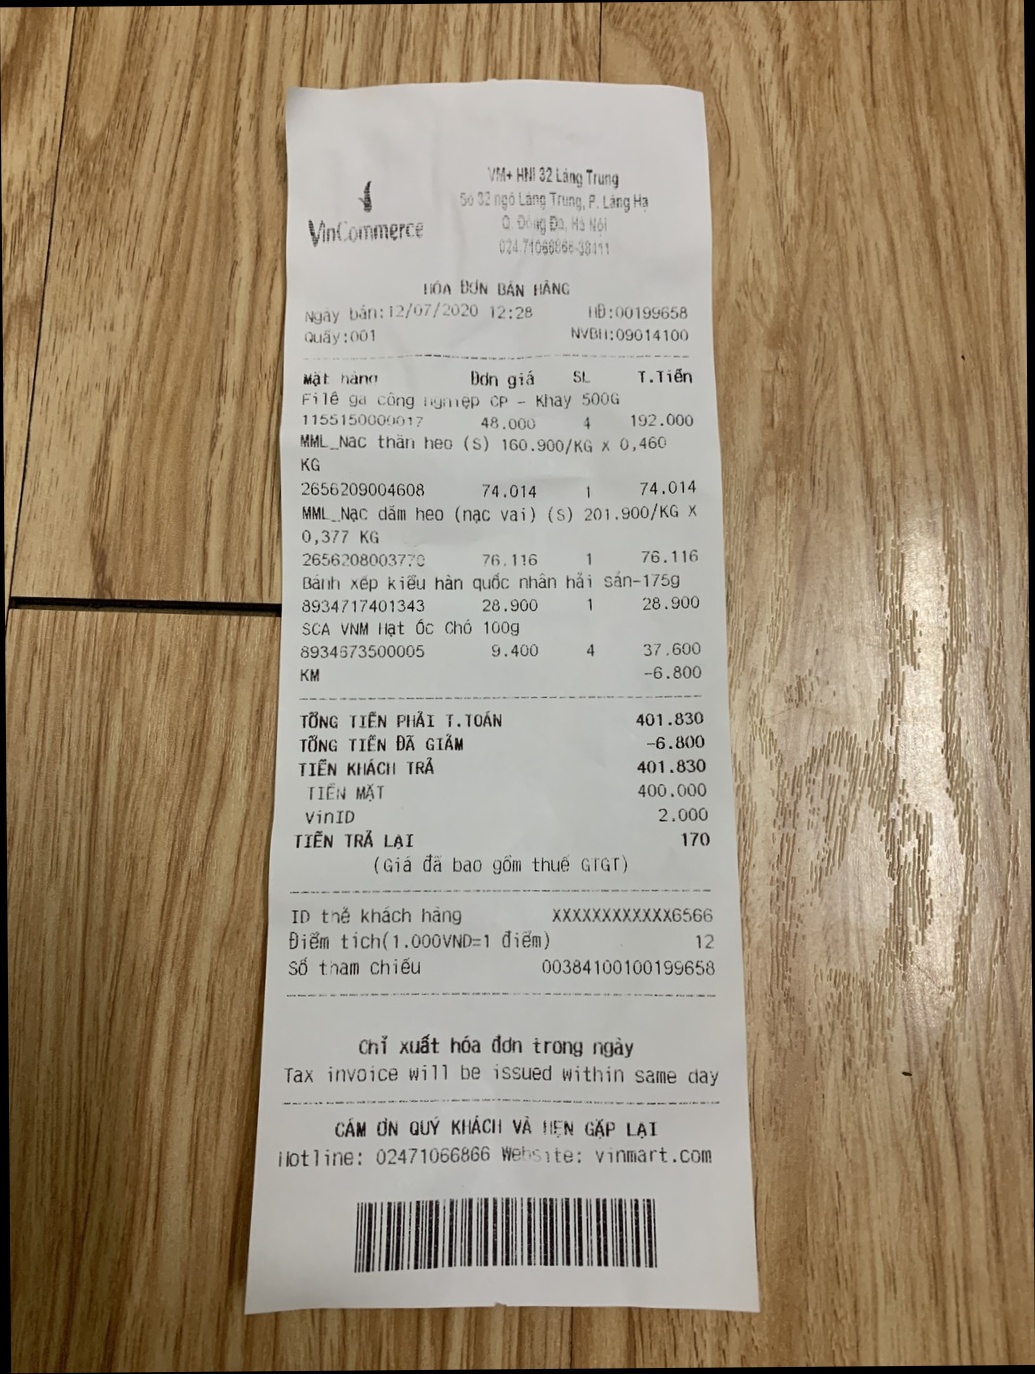 VinCommerce
VM+ HNI 32 Láng Trung
Số 32 ngõ Láng Trung, P. Láng Hạ
Q. Đống Đa, Hà Nội
024.71066866-38411
HÓA ĐƠN BÁN HÀNG
Ngày bán:12/07/2020 12:28 HĐ:00199658
Quầy:001 NVBH:09014100
Mặt hàng Đơn giá SL T.Tiền
Filê gà công nghiệp CP - Khay 500G
1155150000017 48.000 4 192.000
MML_Nạc thăn heo (S) 160.900/KG X 0,460
KG
2656209004608 74.014 1 74.014
MML_Nạc dăm heo (nạc vai) (S) 201.900/KG X
0,377 KG
2656208003770 76.116 1 76.116
Bánh xếp kiểu hàn quốc nhân hải sản-175g
8934717401343 28.900 1 28.900
SCA VNM Hạt Óc Chó 100g
8934673500005 9.400 4 37.600
KM -6.800
TỔNG TIỀN PHẢI T.TOÁN 401.830
TỔNG TIỀN ĐÃ GIẢM -6.800
TIỀN KHÁCH TRẢ 401.830
TIỀN MẶT 400.000
VinID 2.000
TIỀN TRẢ LẠI 170
(Giá đã bao gồm thuế GTGT)
ID thẻ khách hàng XXXXXXXXXXXX6566
Điểm tích(1.000VND=1 điểm) 12
Số tham chiếu 00384100100199658
Chỉ xuất hóa đơn trong ngày
Tax invoice will be issued within same day
CẢM ƠN QUÝ KHÁCH VÀ HẸN GẶP LẠI
Hotline: 02471066866 Website: vinmart.com